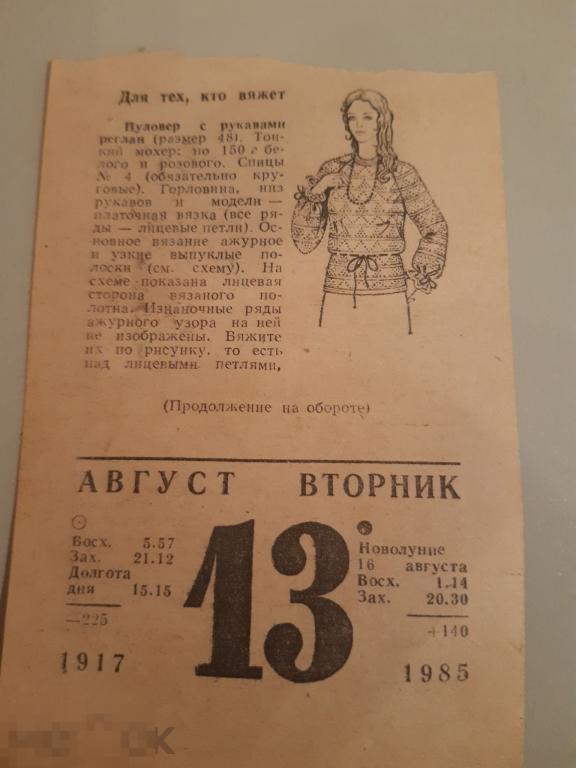 Для тех, кто вяжет
Пуловер с рукавами
реглан (размер 48). Тон-
кий мохер: по 150 г бе-
лого и розового. Спицы
№ 4 (обязательно кру-
говые). Горловина, низ
рукавов и модели —
платочная вязка (все ря-
ды — лицевые петли). Ос-
новное вязание ажурное
и узкие выпуклые по-
лоски (см. схему). На
схеме показана лицевая
сторона вязаного по-
лотна. Изнаночные ряды
ажурного узора на ней
не изображены. Вяжите
их по рисунку, то есть
над лицевыми петлями,
(Продолжение на обороте)
АВГУСТ ВТОРНИК
Восх. 5.57
Зах. 21.12
Долгота
дня 15.15
—225
1917
13
Новолуние
16 августа
Восх. 1.14
Зах. 20.30
+140
1985